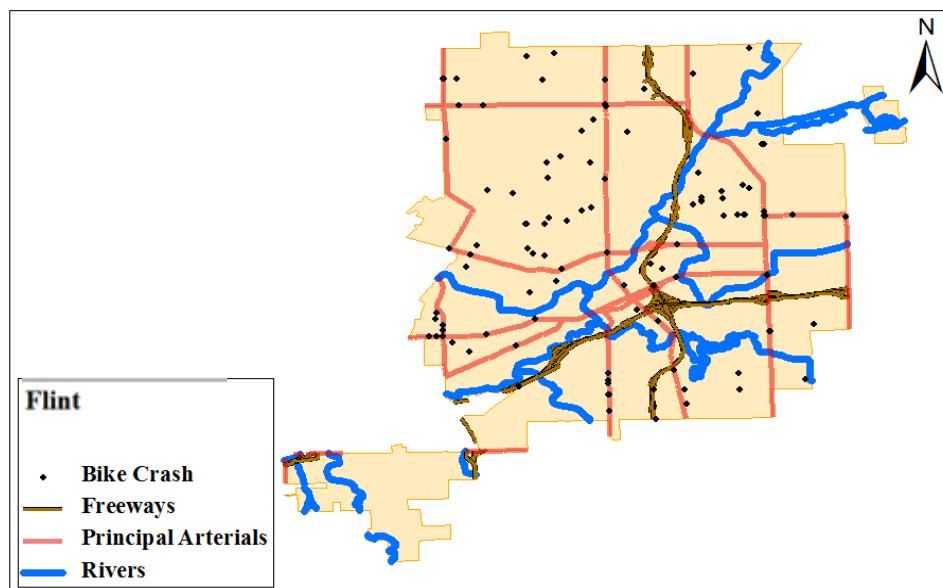 N
Flint
Bike Crash
Freeways
Principal Arterials
Rivers